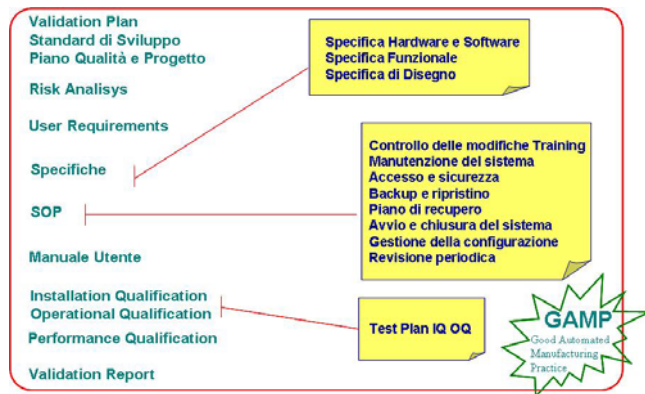 Validation Plan
Standard di Sviluppo
Piano Qualità e Progetto
Risk Analisys
User Requirements
Specifiche
SOP
Manuale Utente
Installation Qualification
Operational Qualification
Performance Qualification
Validation Report
Specifica Hardware e Software
Specifica Funzionale
Specifica di Disegno
Controllo delle modifiche Training
Manutenzione del sistema
Accesso e sicurezza
Backup e ripristino
Piano di recupero
Avvio e chiusura del sistema
Gestione della configurazione
Revisione periodica
Test Plan IQ OQ
GAMP
Good Automated
Manufacturing
Practice